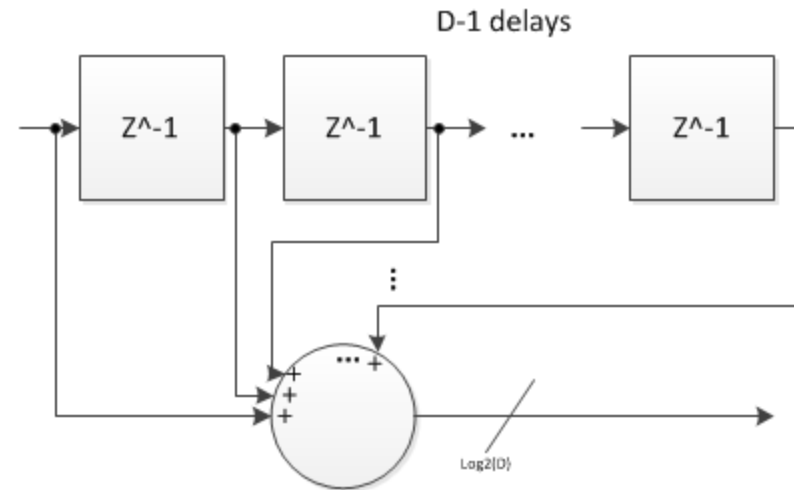 D-1 delays
Z^-1
Z^-1
...
Z^-1
...
... +
+
+
+
Log2(D)